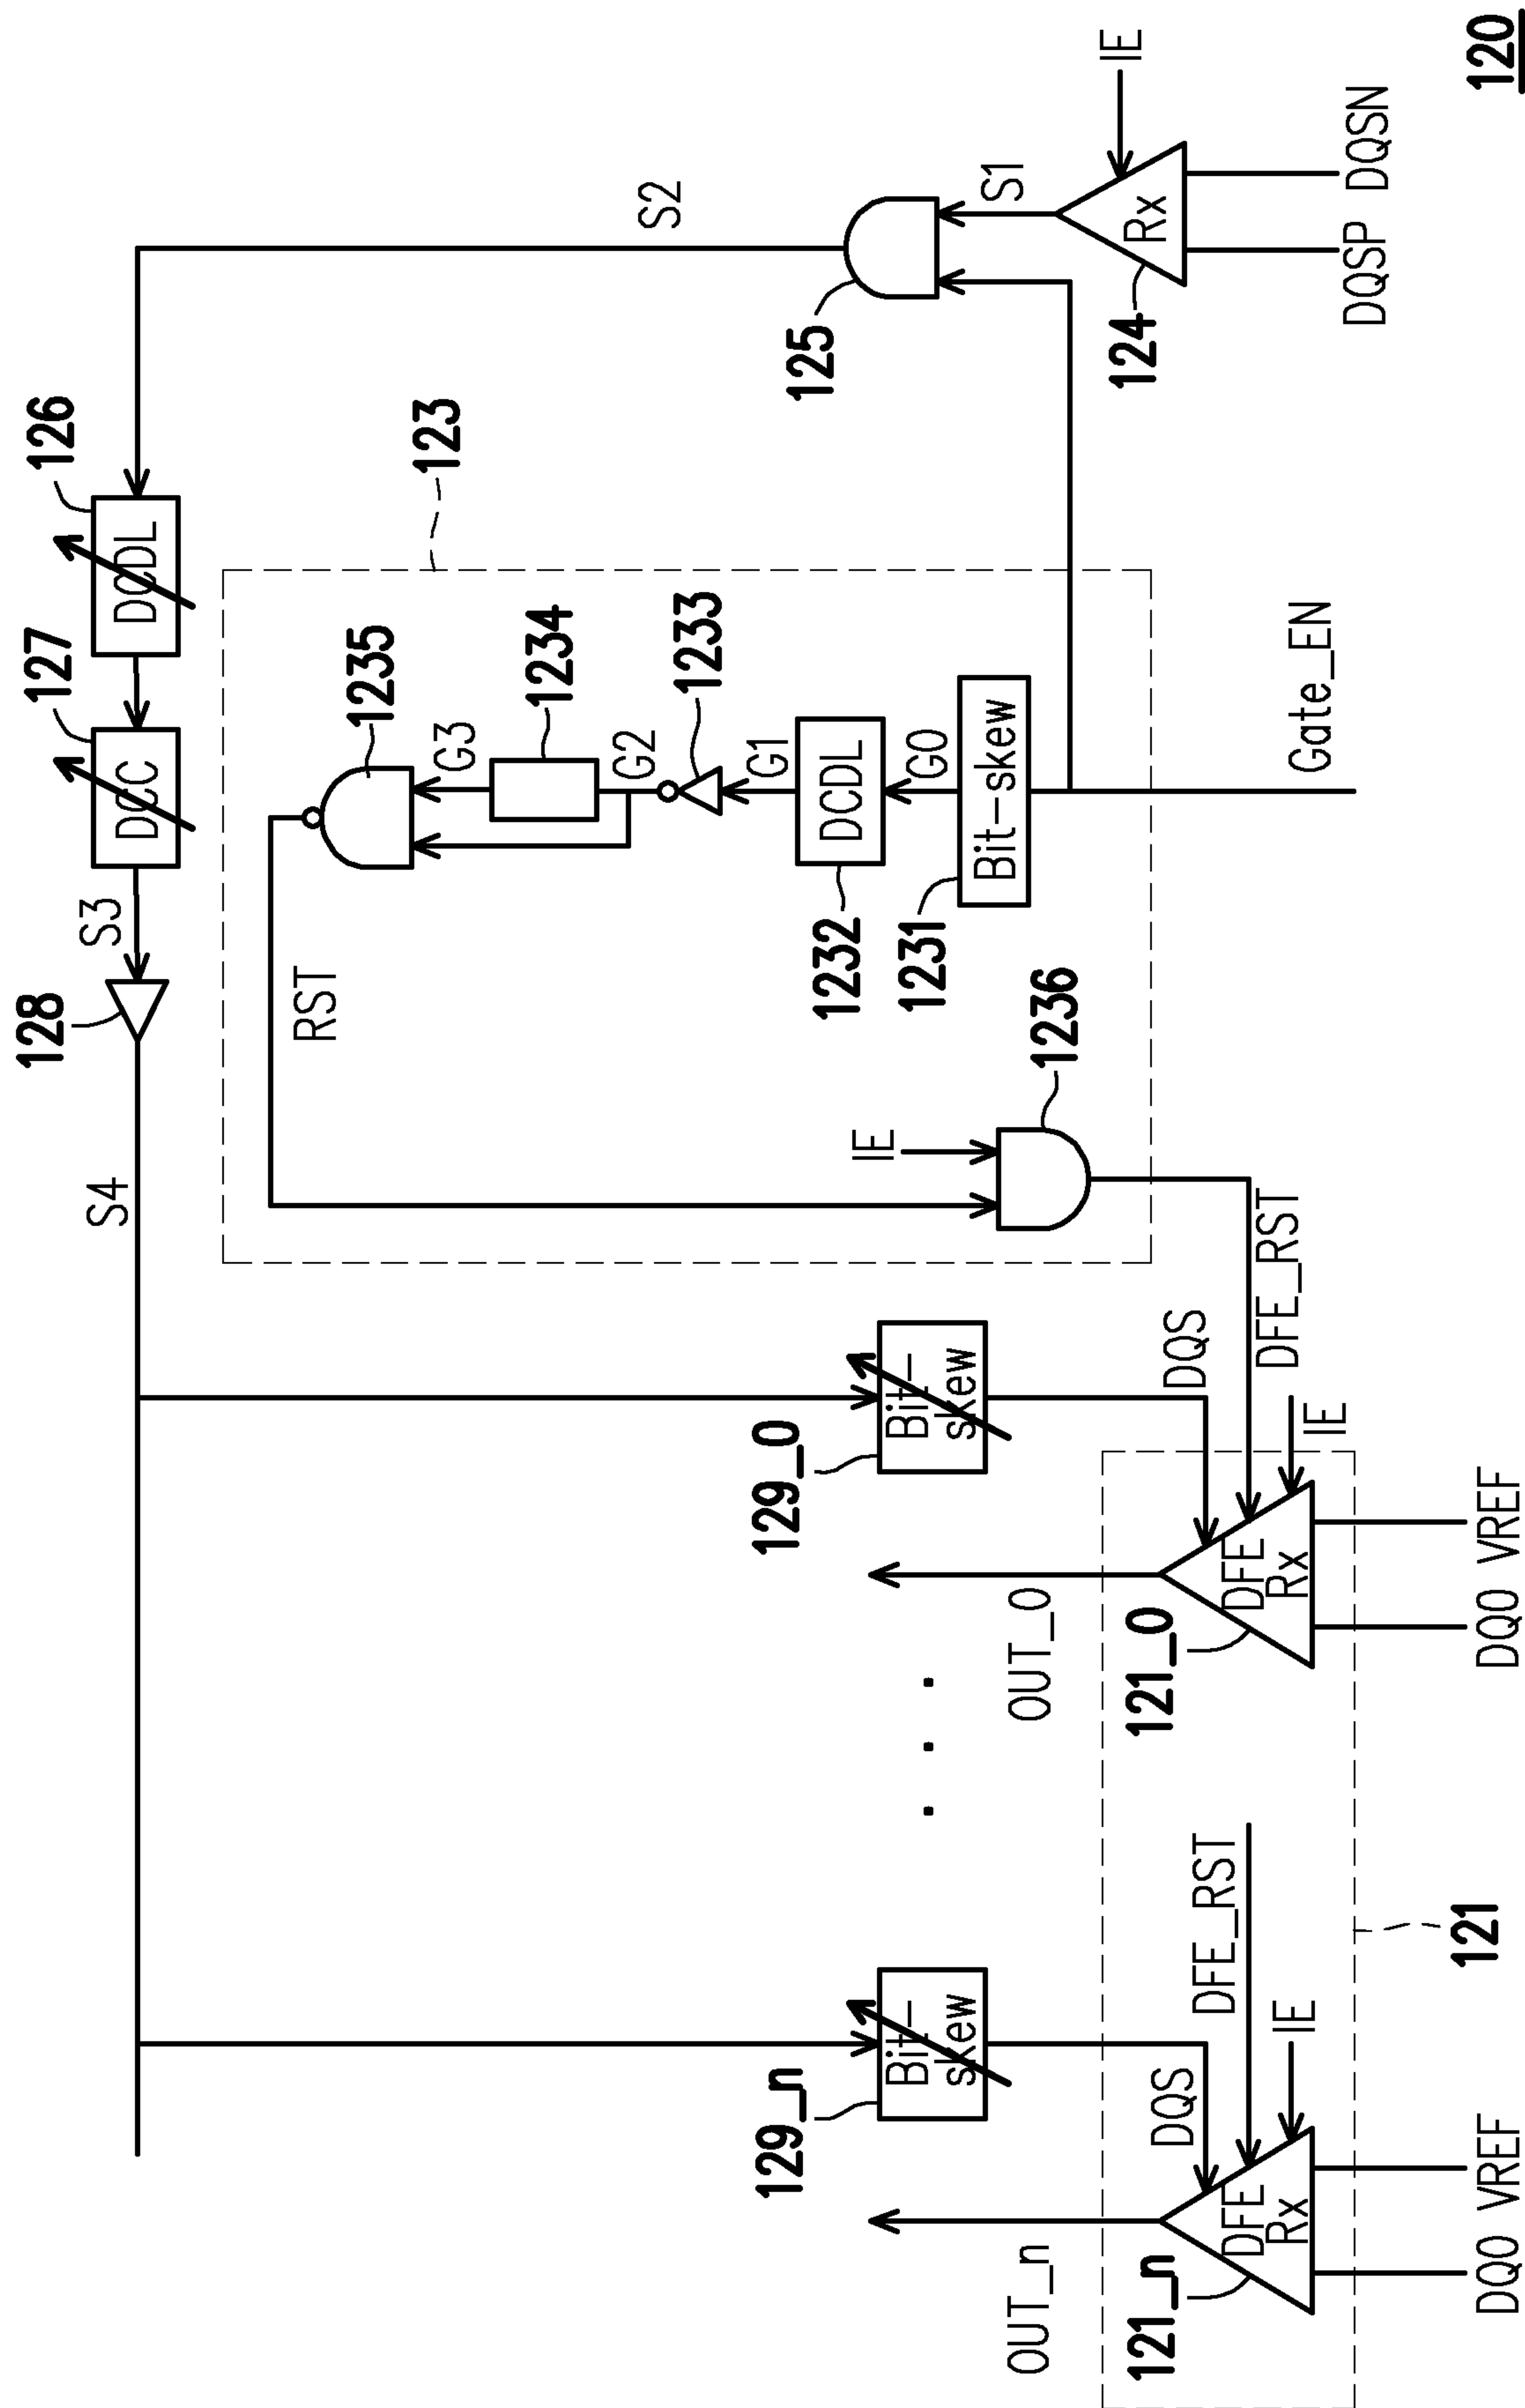 120
126
127
128
DCDL
DCC
S3
S4
S2
123
RST
1235
G3
1234
G2
1233
G1
DCDL
1232
G0
Bit-skew
1231
Gate_EN
IE
1236
125
S1
IE
Rx
124
DQSP DQSN
129_n
Bit-
skew
129_0
Bit-
skew
DQS
DFE_RST
IE
DQS
DFE_RST
IE
OUT_n
121_n
DFE
Rx
OUT_0
121_0
DFE
Rx
. . .
DQ0 VREF
DQ0 VREF
121